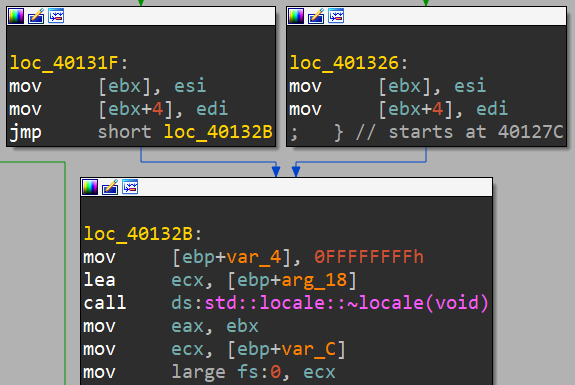 loc_40131F:
mov [ebx], esi
mov [ebx+4], edi
jmp short loc_40132B
loc_401326:
mov [ebx], esi
mov [ebx+4], edi
; } // starts at 40127C
loc_40132B:
mov [ebp+var_4], 0FFFFFFFFh
lea ecx, [ebp+arg_18]
call ds:std::locale::~locale(void)
mov eax, ebx
mov ecx, [ebp+var_C]
mov large fs:0, ecx